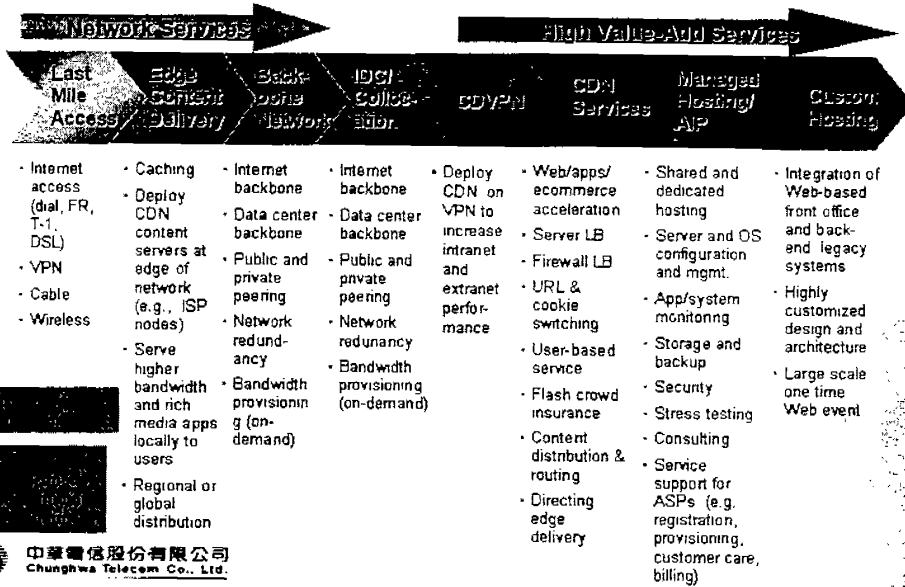 Network Services
High Value-Add Services
Last
Mile
Access
Edge
Content
Delivery
Back-
bone
Network
IDC/
Colloc-
ation
CDVPN
CDN
Services
Managed
Hosting/
AIP
Custom
Hosting
- Internet
access
(dial, FR,
T-1,
DSL)
- VPN
- Cable
- Wireless
- Caching
- Deploy
CDN
content
servers at
edge of
network
(e.g., ISP
nodes)
- Serve
higher
bandwidth
and rich
media apps
locally to
users
- Regional or
global
distribution
- Internet
backbone
- Data center
backbone
- Public and
private
peering
- Network
redund-
ancy
- Bandwidth
provisionin
g (on-
demand)
- Internet
backbone
- Data center
backbone
- Public and
private
peering
- Network
redunancy
- Bandwidth
provisioning
(on-demand)
- Deploy
CDN on
VPN to
increase
intranet
and
extranet
perfor-
mance
- Web/apps/
ecommerce
acceleration
- Server LB
- Firewall LB
- URL &
cookie
switching
- User-based
service
- Flash crowd
insurance
- Content
distribution &
routing
- Directing
edge
delivery
- Shared and
dedicated
hosting
- Server and OS
configuration
and mgmt.
- App/system
monitoring
- Storage and
backup
- Security
- Stress testing
- Consulting
- Service
support for
ASPs (e.g.
registration,
provisioning,
customer care,
billing)
- Integration of
Web-based
front office
and back-
end legacy
systems
- Highly
customized
design and
architecture
- Large scale
one time
Web event
中華電信股份有限公司
Chunghwa Telecom Co., Ltd.